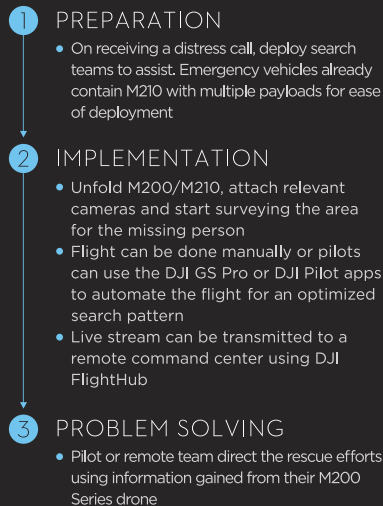 1 PREPARATION
• On receiving a distress call, deploy search
teams to assist. Emergency vehicles already
contain M210 with multiple payloads for ease
of deployment
2 IMPLEMENTATION
• Unfold M200/M210, attach relevant
cameras and start surveying the area
for the missing person
• Flight can be done manually or pilots
can use the DJI GS Pro or DJI Pilot apps
to automate the flight for an optimized
search pattern
• Live stream can be transmitted to a
remote command center using DJI
FlightHub
3 PROBLEM SOLVING
• Pilot or remote team direct the rescue efforts
using information gained from their M200
Series drone